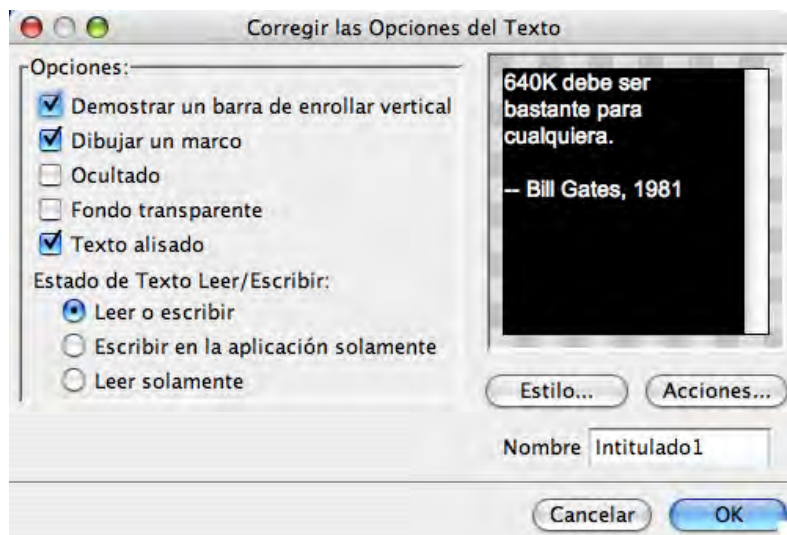 Corregir las Opciones del Texto
Opciones:
Demostrar un barra de enrollar vertical
Dibujar un marco
Ocultado
Fondo transparente
Texto alisado
Estado de Texto Leer/Escribir:
Leer o escribir
Escribir en la aplicación solamente
Leer solamente
640K debe ser
bastante para
cualquiera.
-- Bill Gates, 1981
Estilo...
Acciones...
Nombre Intitulado1
Cancelar
OK